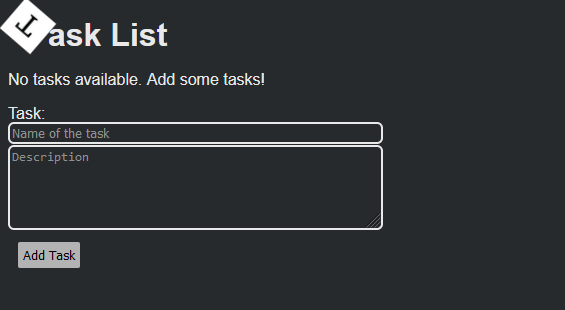 Task List
No tasks available. Add some tasks!
Task:
Name of the task
Description
Add Task